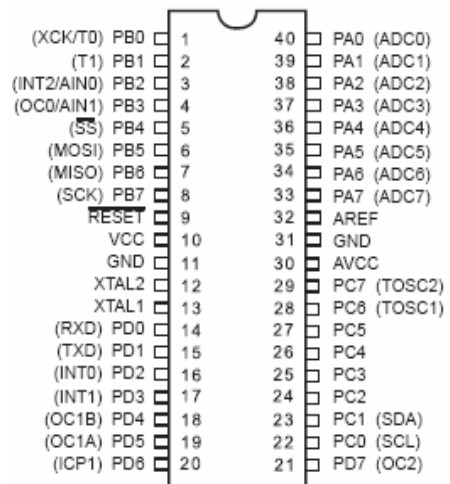 (XCK/T0) PB0 1 40 PA0 (ADC0)
(T1) PB1 2 39 PA1 (ADC1)
(INT2/AIN0) PB2 3 38 PA2 (ADC2)
(OC0/AIN1) PB3 4 37 PA3 (ADC3)
(SS) PB4 5 36 PA4 (ADC4)
(MOSI) PB5 6 35 PA5 (ADC5)
(MISO) PB6 7 34 PA6 (ADC6)
(SCK) PB7 8 33 PA7 (ADC7)
RESET 9 32 AREF
VCC 10 31 GND
GND 11 30 AVCC
XTAL2 12 29 PC7 (TOSC2)
XTAL1 13 28 PC6 (TOSC1)
(RXD) PD0 14 27 PC5
(TXD) PD1 15 26 PC4
(INT0) PD2 16 25 PC3
(INT1) PD3 17 24 PC2
(OC1B) PD4 18 23 PC1 (SDA)
(OC1A) PD5 19 22 PC0 (SCL)
(ICP1) PD6 20 21 PD7 (OC2)